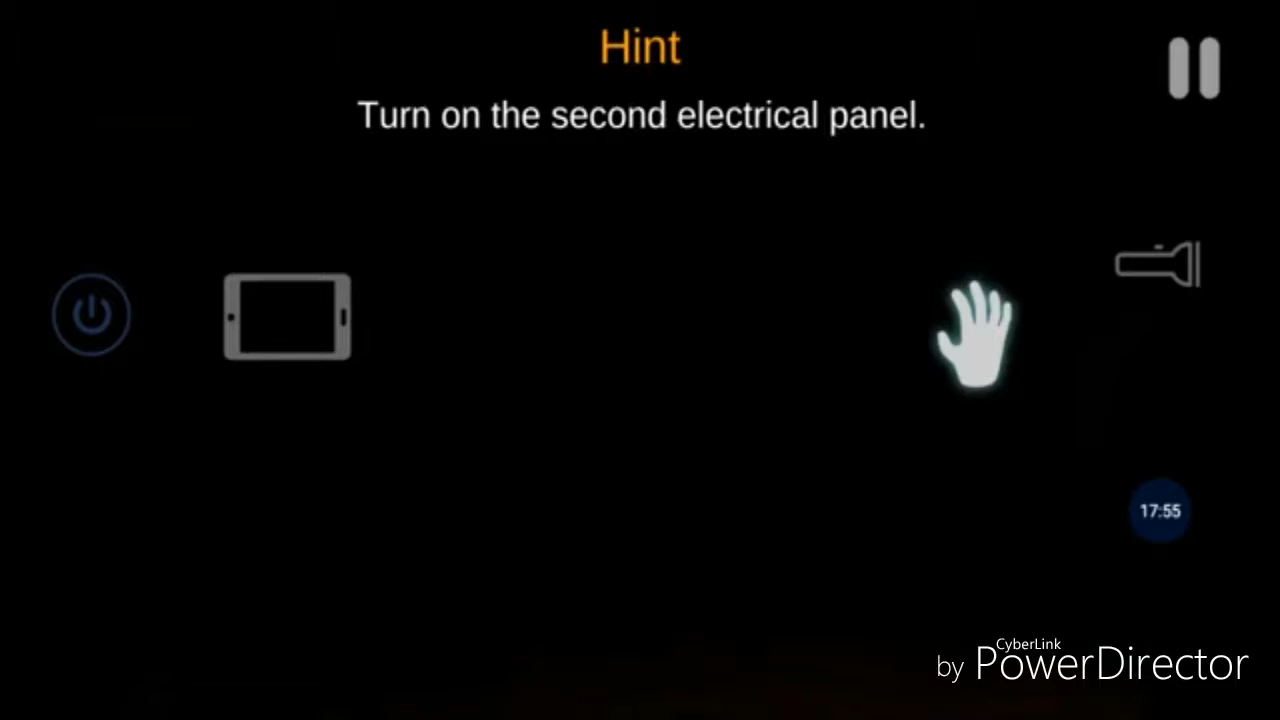 Hint
Turn on the second electrical panel.
17:55
CyberLink
by PowerDirector